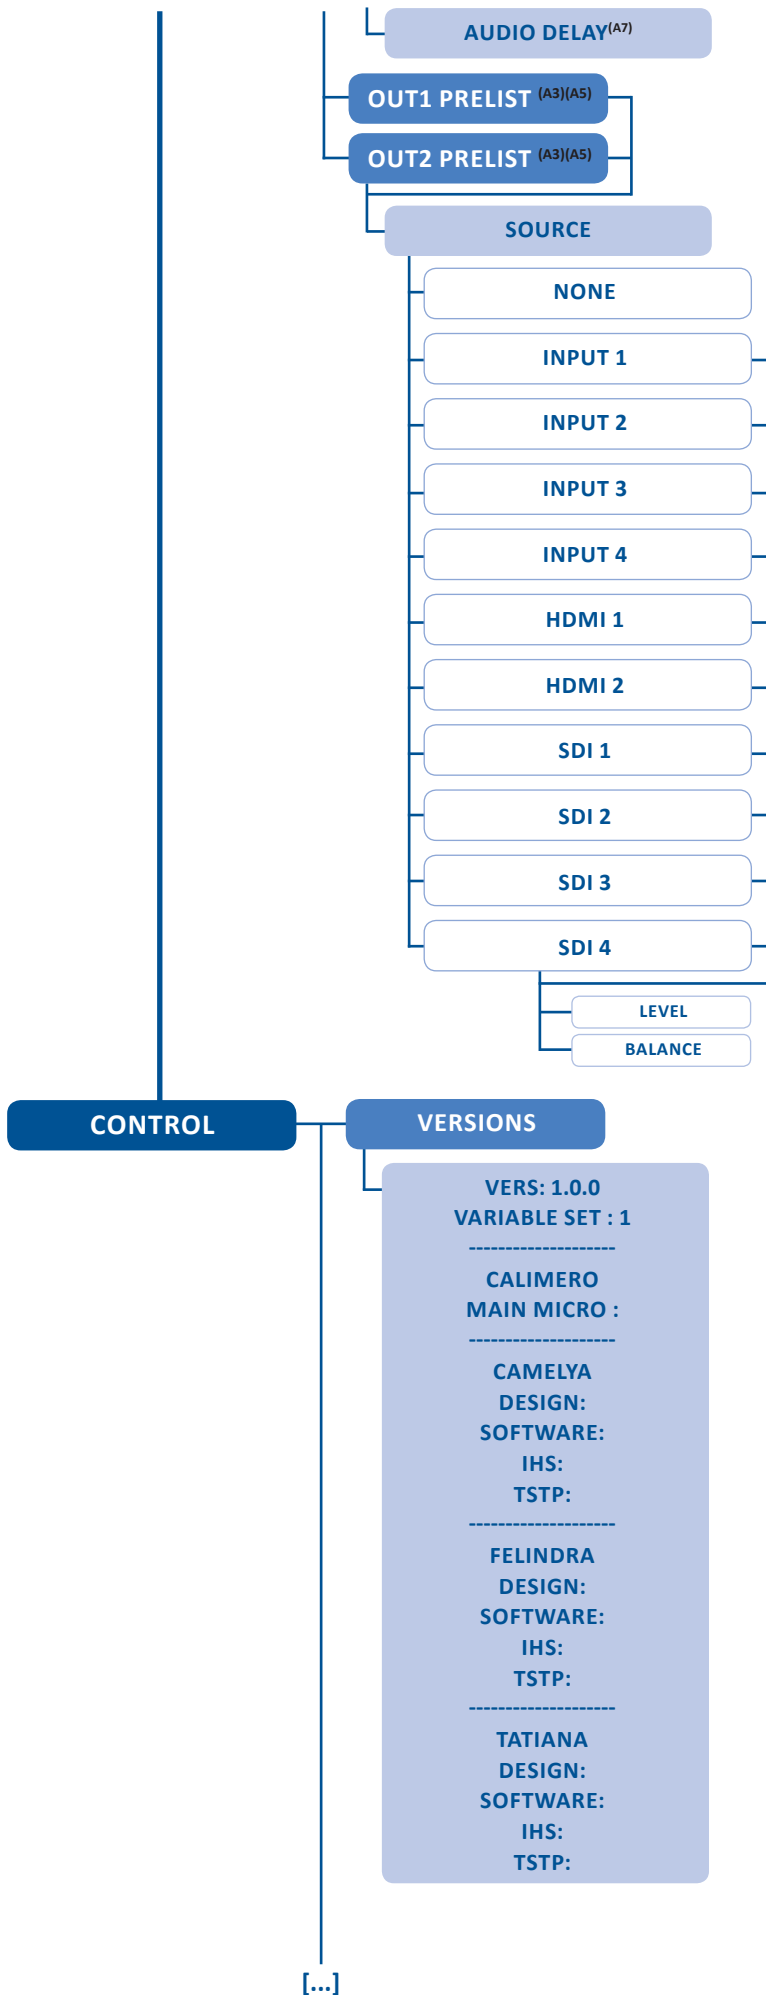 AUDIO DELAY(A7)
OUT1 PRELIST (A3)(A5)
OUT2 PRELIST (A3)(A5)
SOURCE
NONE
INPUT 1
INPUT 2
INPUT 3
INPUT 4
HDMI 1
HDMI 2
SDI 1
SDI 2
SDI 3
SDI 4
LEVEL
BALANCE
CONTROL
VERSIONS
VERS: 1.0.0
VARIABLE SET : 1
--------------------
CALIMERO
MAIN MICRO :
--------------------
CAMELYA
DESIGN:
SOFTWARE:
IHS:
TSTP:
--------------------
FELINDRA
DESIGN:
SOFTWARE:
IHS:
TSTP:
--------------------
TATIANA
DESIGN:
SOFTWARE:
IHS:
TSTP:
[...]